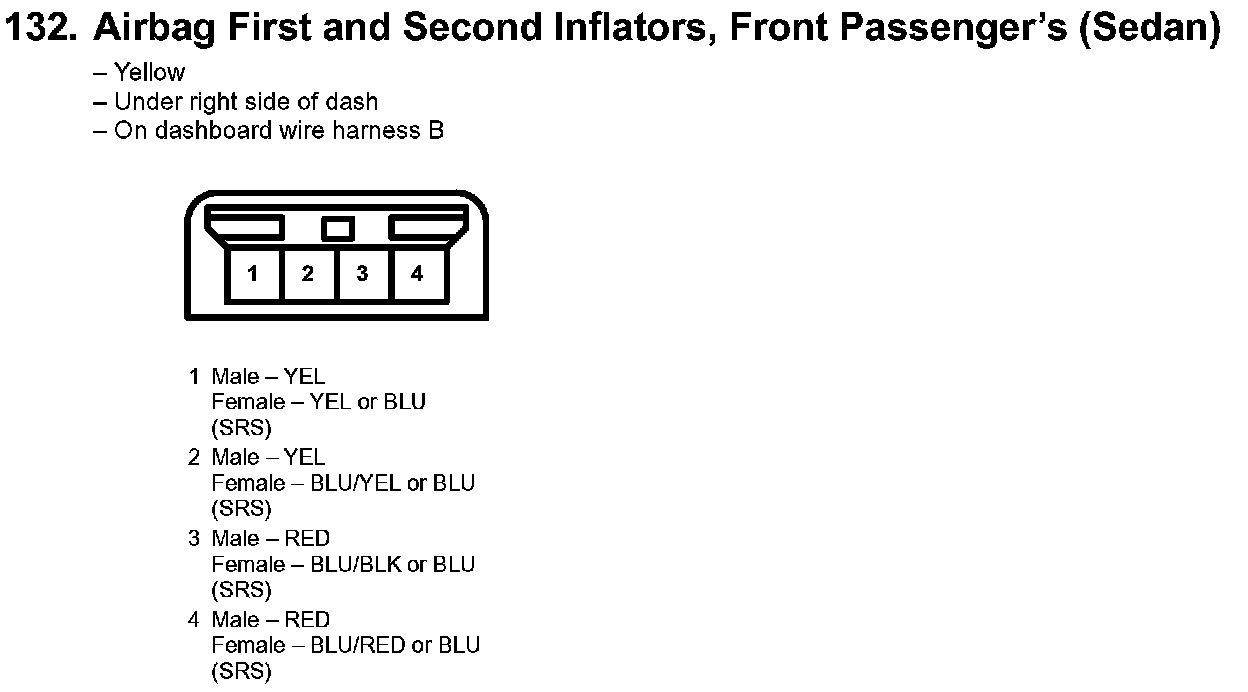 132. Airbag First and Second Inflators, Front Passenger's (Sedan)
– Yellow
– Under right side of dash
– On dashboard wire harness B
1 2 3 4
1 Male – YEL
Female – YEL or BLU
(SRS)
2 Male – YEL
Female – BLU/YEL or BLU
(SRS)
3 Male – RED
Female – BLU/BLK or BLU
(SRS)
4 Male – RED
Female – BLU/RED or BLU
(SRS)